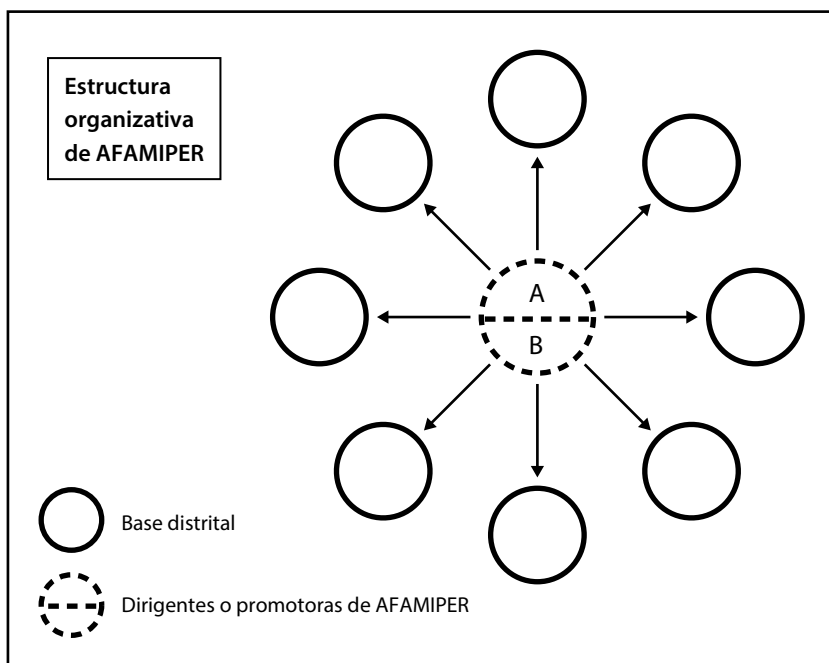 Estructura
organizativa
de AFAMIPER
A
B
Base distrital
Dirigentes o promotoras de AFAMIPER